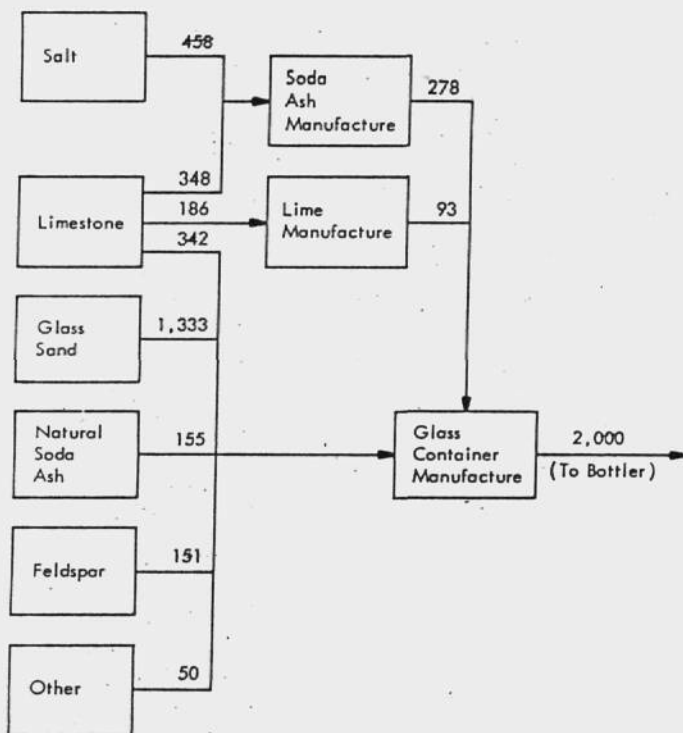 Salt
458
Soda
Ash
Manufacture
278
Limestone
348
186
342
Lime
Manufacture
93
Glass
Sand
1,333
Natural
Soda
Ash
155
Glass
Container
Manufacture
2,000
(To Bottler)
Feldspar
151
Other
50